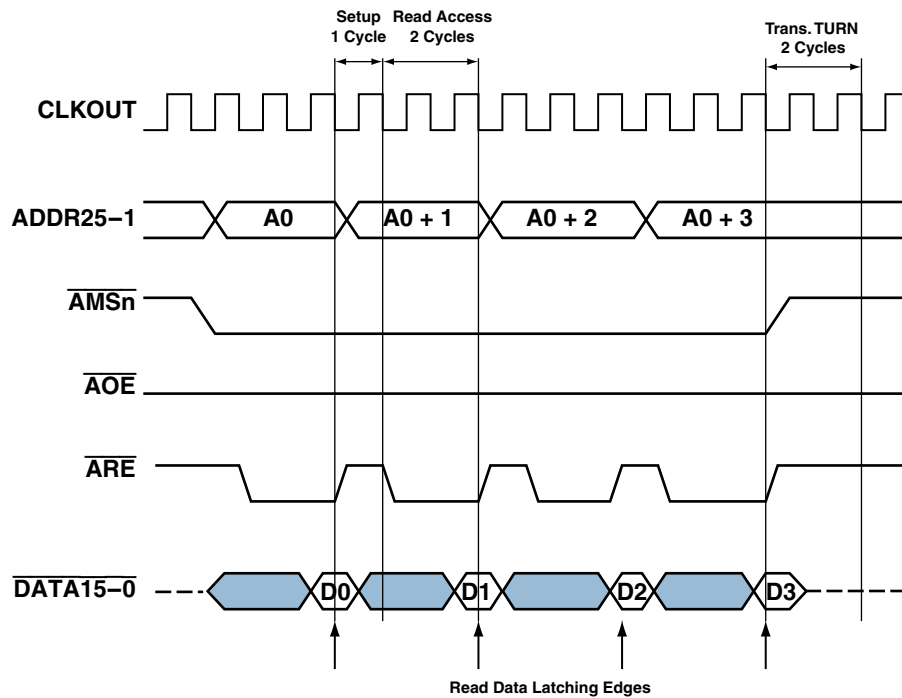 Setup
1 Cycle
Read Access
2 Cycles
Trans. TURN
2 Cycles
CLKOUT
ADDR25–1
A0
A0 + 1
A0 + 2
A0 + 3
AMSn
AOE
ARE
DATA15–0
D0
D1
D2
D3
Read Data Latching Edges